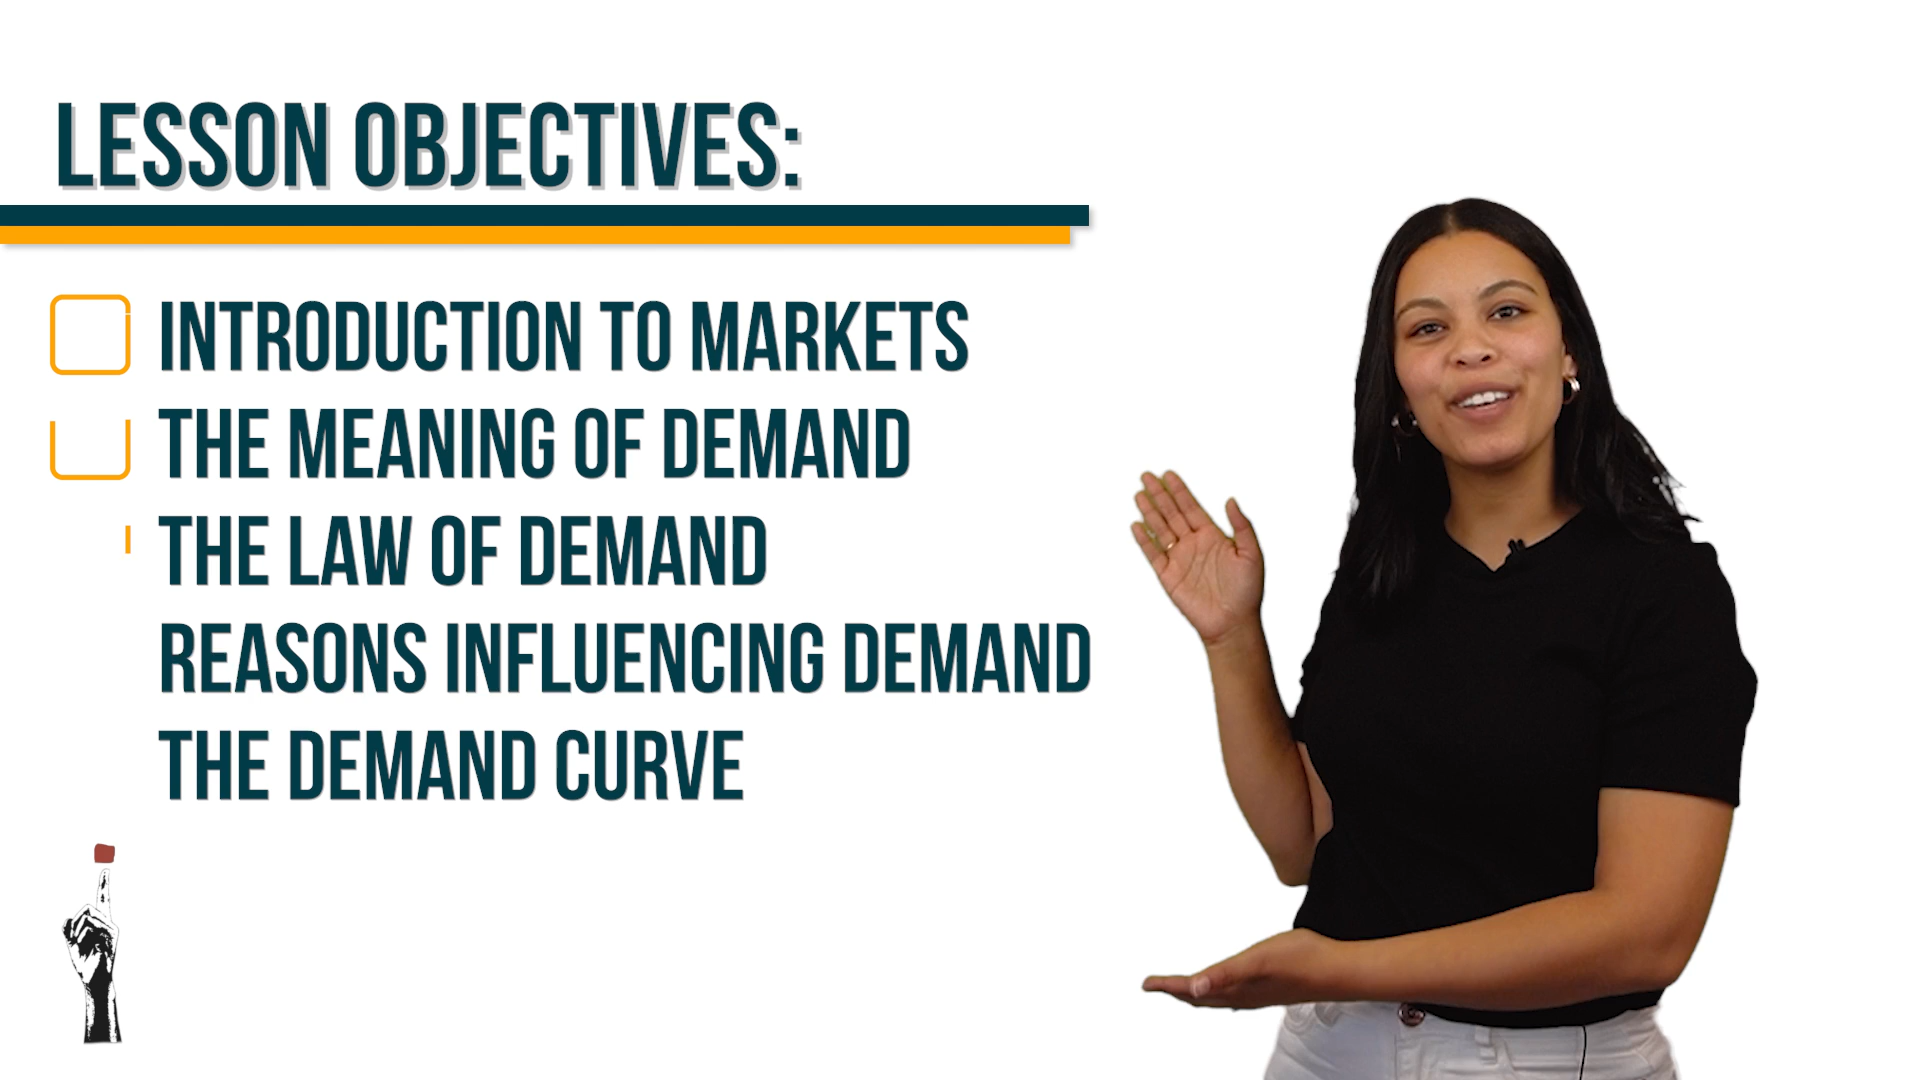 LESSON OBJECTIVES:
INTRODUCTION TO MARKETS
THE MEANING OF DEMAND
THE LAW OF DEMAND
REASONS INFLUENCING DEMAND
THE DEMAND CURVE